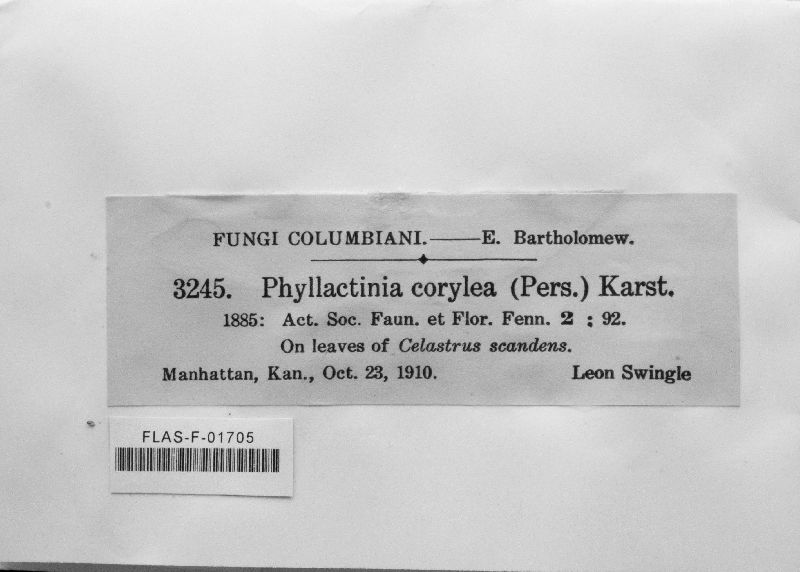 FUNGI COLUMBIANI.——E. Bartholomew.
3245. Phyllactinia corylea (Pers.) Karst.
1885: Act. Soc. Faun. et Flor. Fenn. 2 : 92.
On leaves of Celastrus scandens.
Manhattan, Kan., Oct. 23, 1910. Leon Swingle
FLAS-F-01705